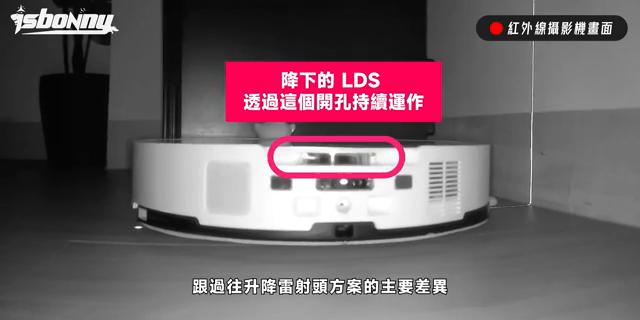 isbonny
紅外線攝影機畫面
降下的 LDS
透過這個開孔持續運作
跟過往升降雷射頭方案的主要差異